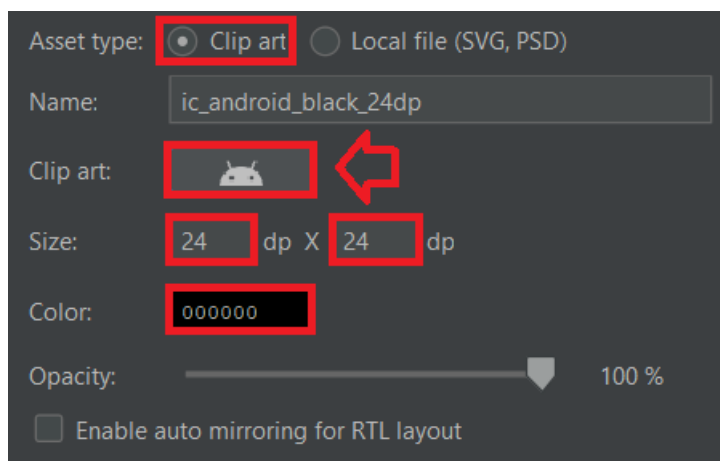 Asset type: Clip art Local file (SVG, PSD)
Name: ic_android_black_24dp
Clip art:
Size: 24 dp X 24 dp
Color: 000000
Opacity: 100 %
Enable auto mirroring for RTL layout